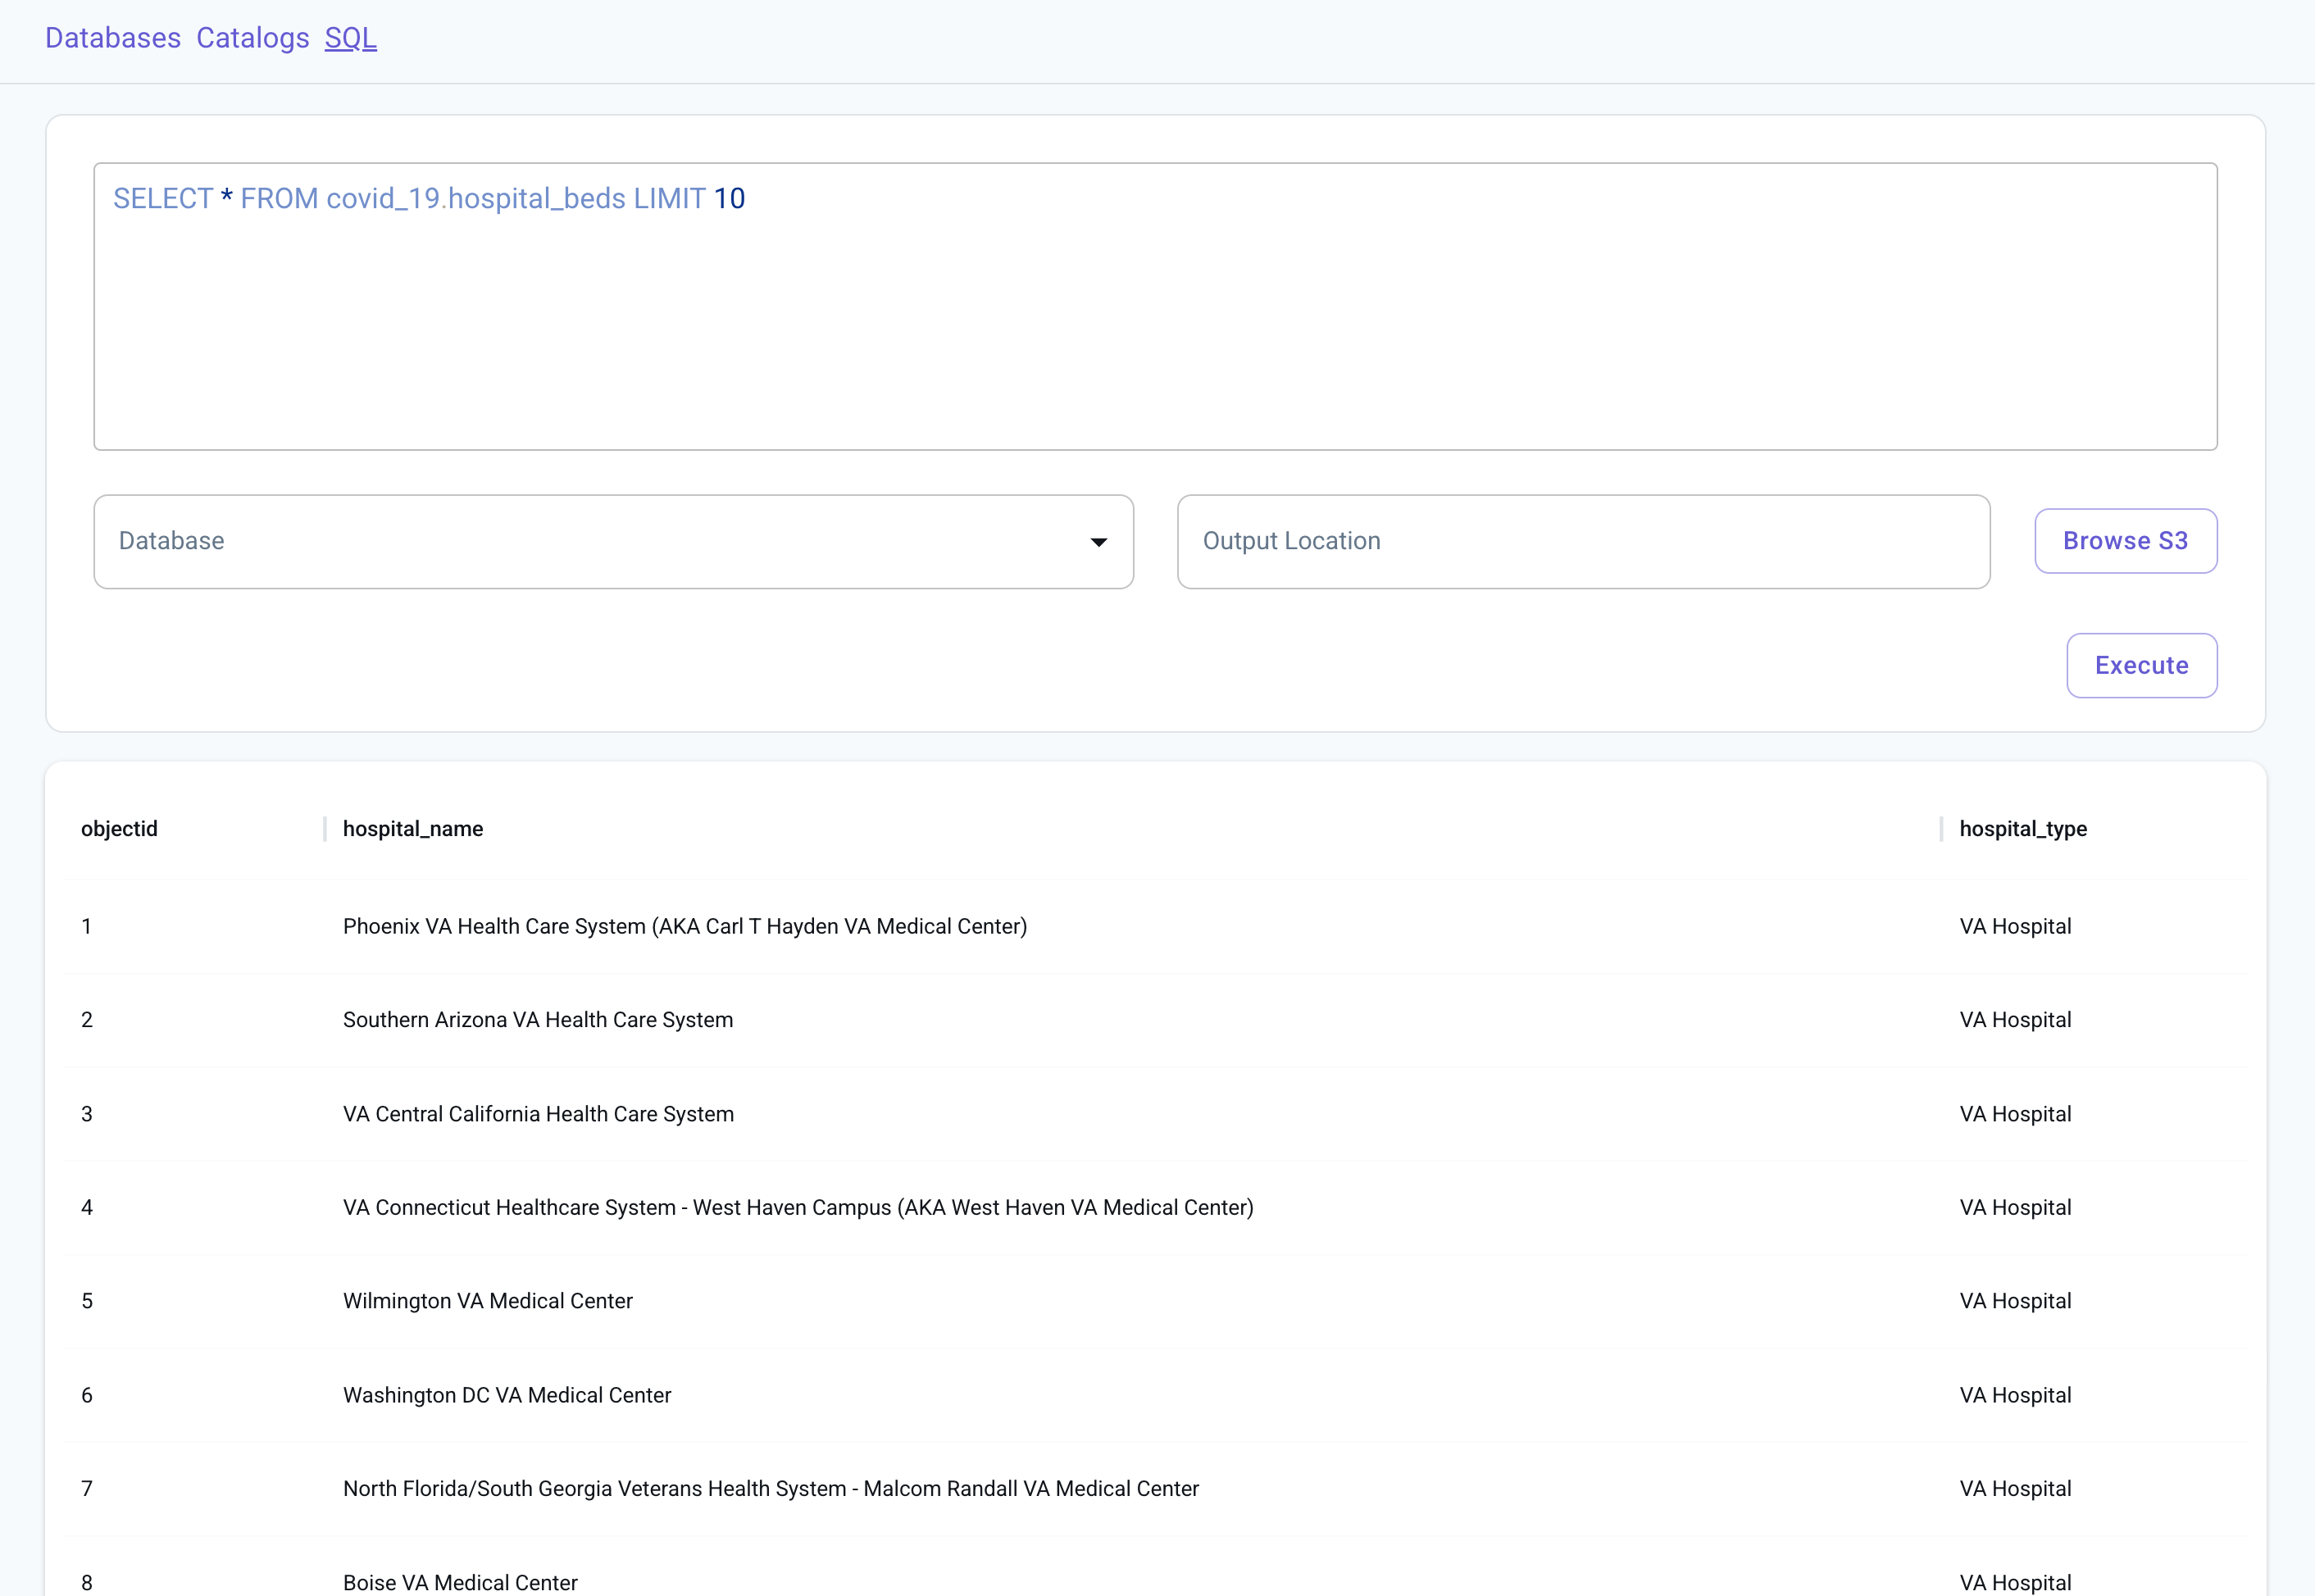 Databases Catalogs SQL
SELECT * FROM covid_19.hospital_beds LIMIT 10
Database Output Location Browse S3
Execute
objectid hospital_name hospital_type
1 Phoenix VA Health Care System (AKA Carl T Hayden VA Medical Center) VA Hospital
2 Southern Arizona VA Health Care System VA Hospital
3 VA Central California Health Care System VA Hospital
4 VA Connecticut Healthcare System - West Haven Campus (AKA West Haven VA Medical Center) VA Hospital
5 Wilmington VA Medical Center VA Hospital
6 Washington DC VA Medical Center VA Hospital
7 North Florida/South Georgia Veterans Health System - Malcom Randall VA Medical Center VA Hospital
8 Boise VA Medical Center VA Hospital